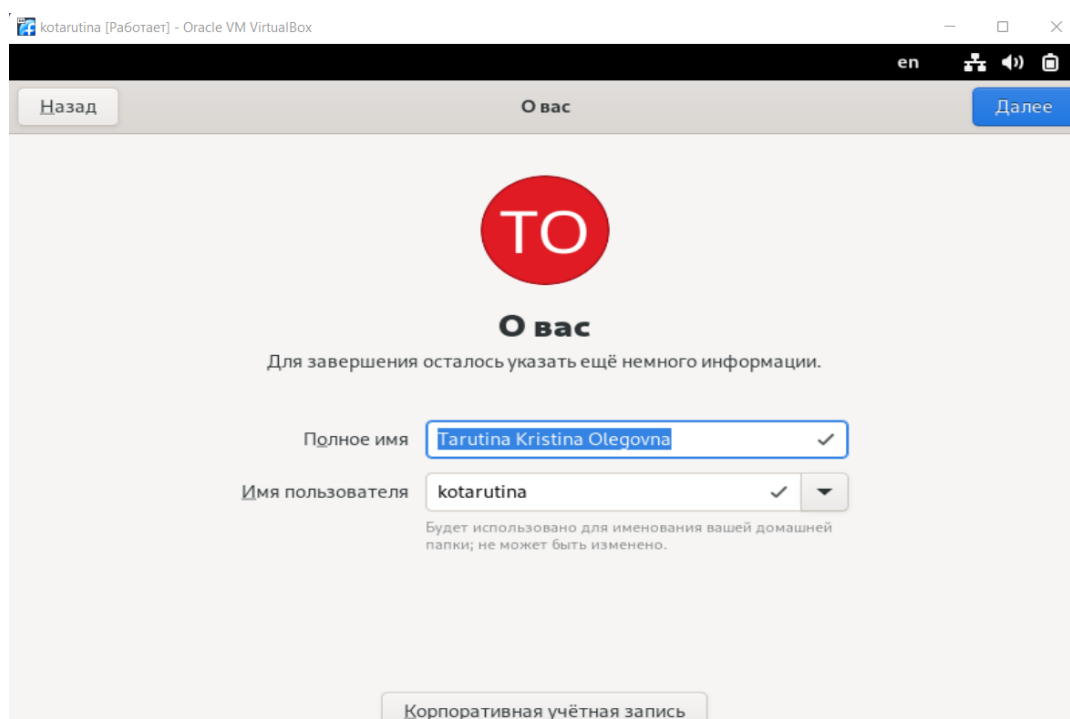 kotarutina [Работает] - Oracle VM VirtualBox
en
Назад
О вас
Далее
TO
О вас
Для завершения осталось указать ещё немного информации.
Полное имя
Tarutina Kristina Olegovna
Имя пользователя
kotarutina
Будет использовано для именования вашей домашней
папки; не может быть изменено.
Корпоративная учётная запись